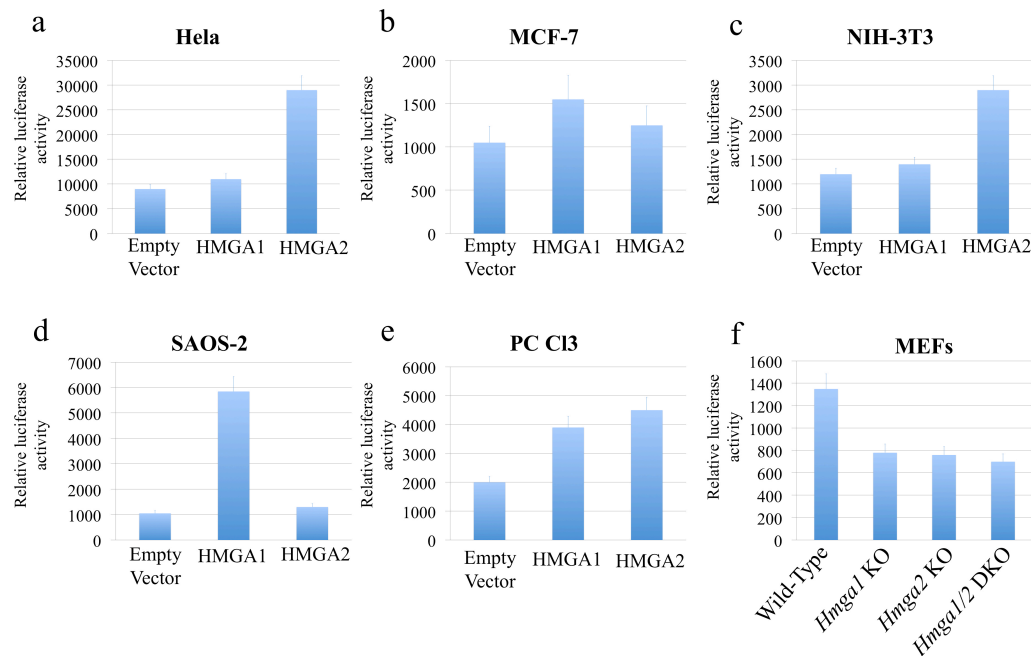 a
Hela
Relative luciferase
activity
35000
30000
25000
20000
15000
10000
5000
0
Empty
Vector
HMGA1
HMGA2
b
MCF-7
Relative luciferase
activity
2000
1500
1000
500
0
Empty
Vector
HMGA1
HMGA2
c
NIH-3T3
Relative luciferase
activity
3500
3000
2500
2000
1500
1000
500
0
Empty
Vector
HMGA1
HMGA2
d
SAOS-2
Relative luciferase
activity
7000
6000
5000
4000
3000
2000
1000
0
Empty
Vector
HMGA1
HMGA2
e
PC Cl3
Relative luciferase
activity
6000
5000
4000
3000
2000
1000
0
Empty
Vector
HMGA1
HMGA2
f
MEFs
Relative luciferase
activity
1600
1400
1200
1000
800
600
400
200
0
Wild-Type
Hmga1 KO
Hmga2 KO
Hmga1/2 DKO